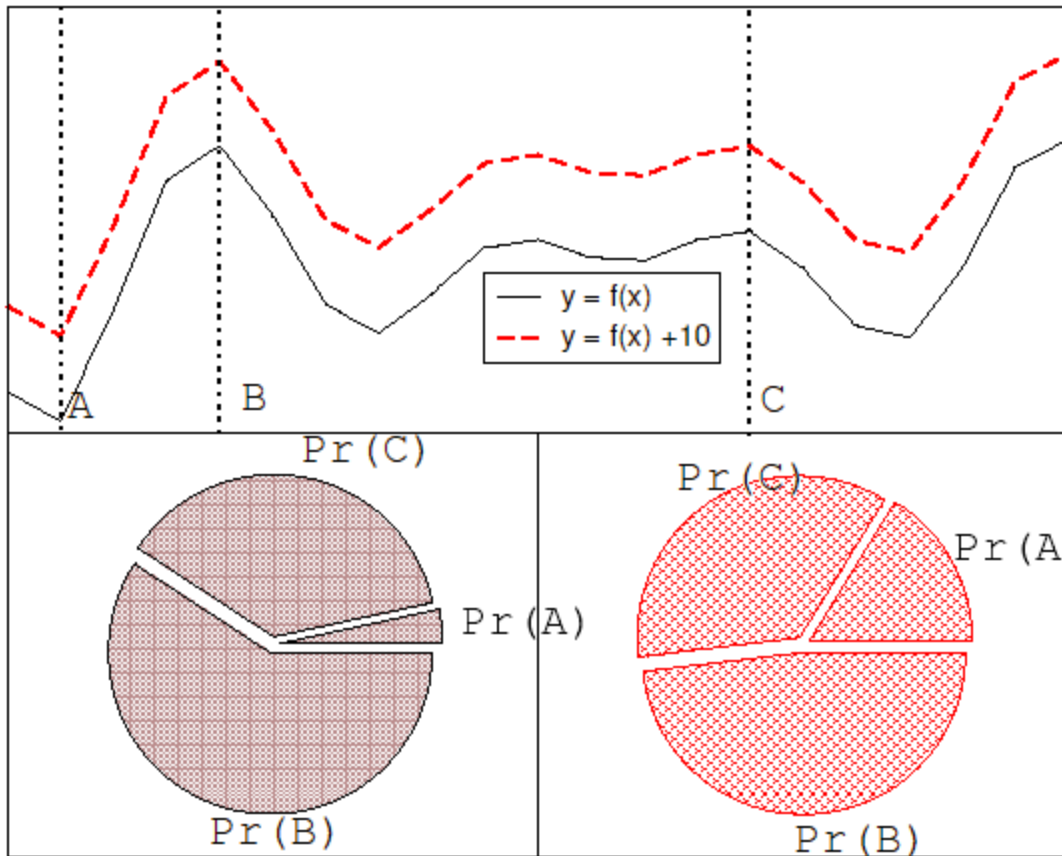 y = f(x)
y = f(x) +10
A
B
C
Pr(C)
Pr(A)
Pr(B)
Pr(C)
Pr(A
Pr(B)